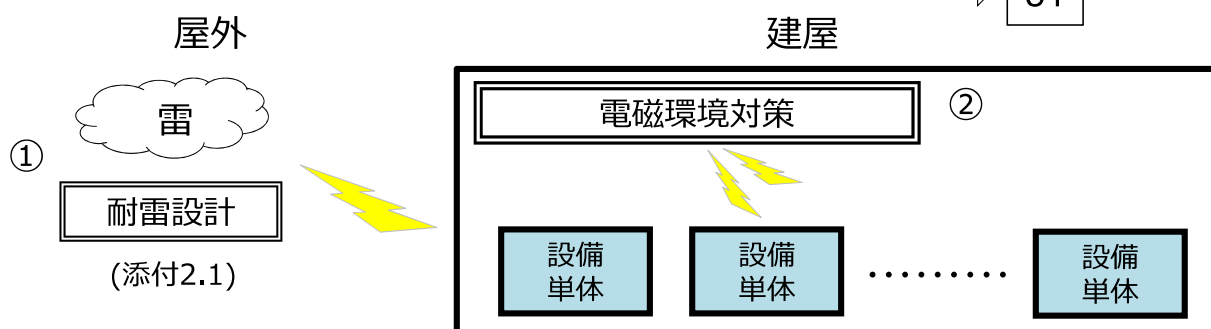 屋外
建屋
雷
電磁環境対策
②
①
耐雷設計
(添付2.1)
設備
単体
設備
単体
………
設備
単体